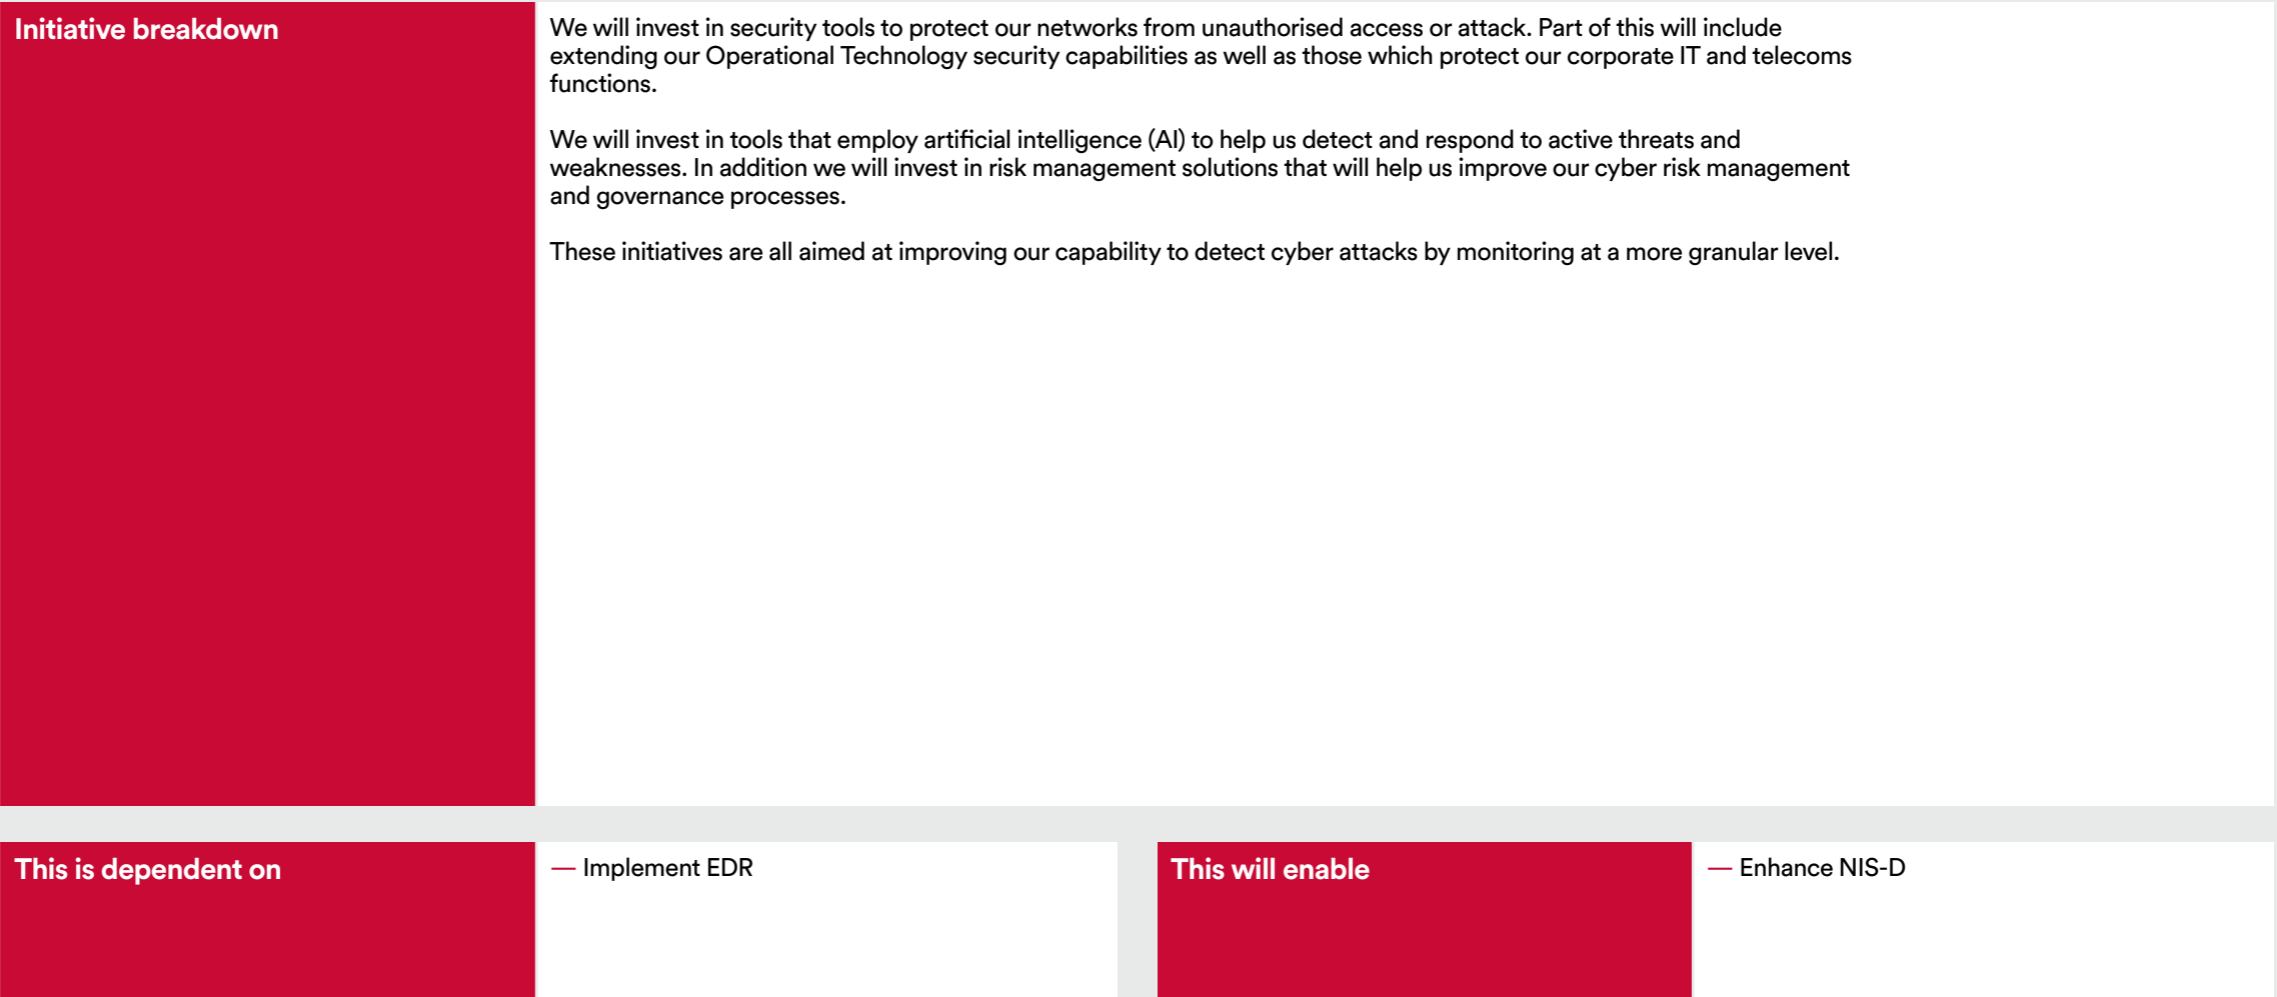 Initiative breakdown
We will invest in security tools to protect our networks from unauthorised access or attack. Part of this will include
extending our Operational Technology security capabilities as well as those which protect our corporate IT and telecoms
functions.
We will invest in tools that employ artificial intelligence (AI) to help us detect and respond to active threats and
weaknesses. In addition we will invest in risk management solutions that will help us improve our cyber risk management
and governance processes.
These initiatives are all aimed at improving our capability to detect cyber attacks by monitoring at a more granular level.
This is dependent on
— Implement EDR
This will enable
— Enhance NIS-D